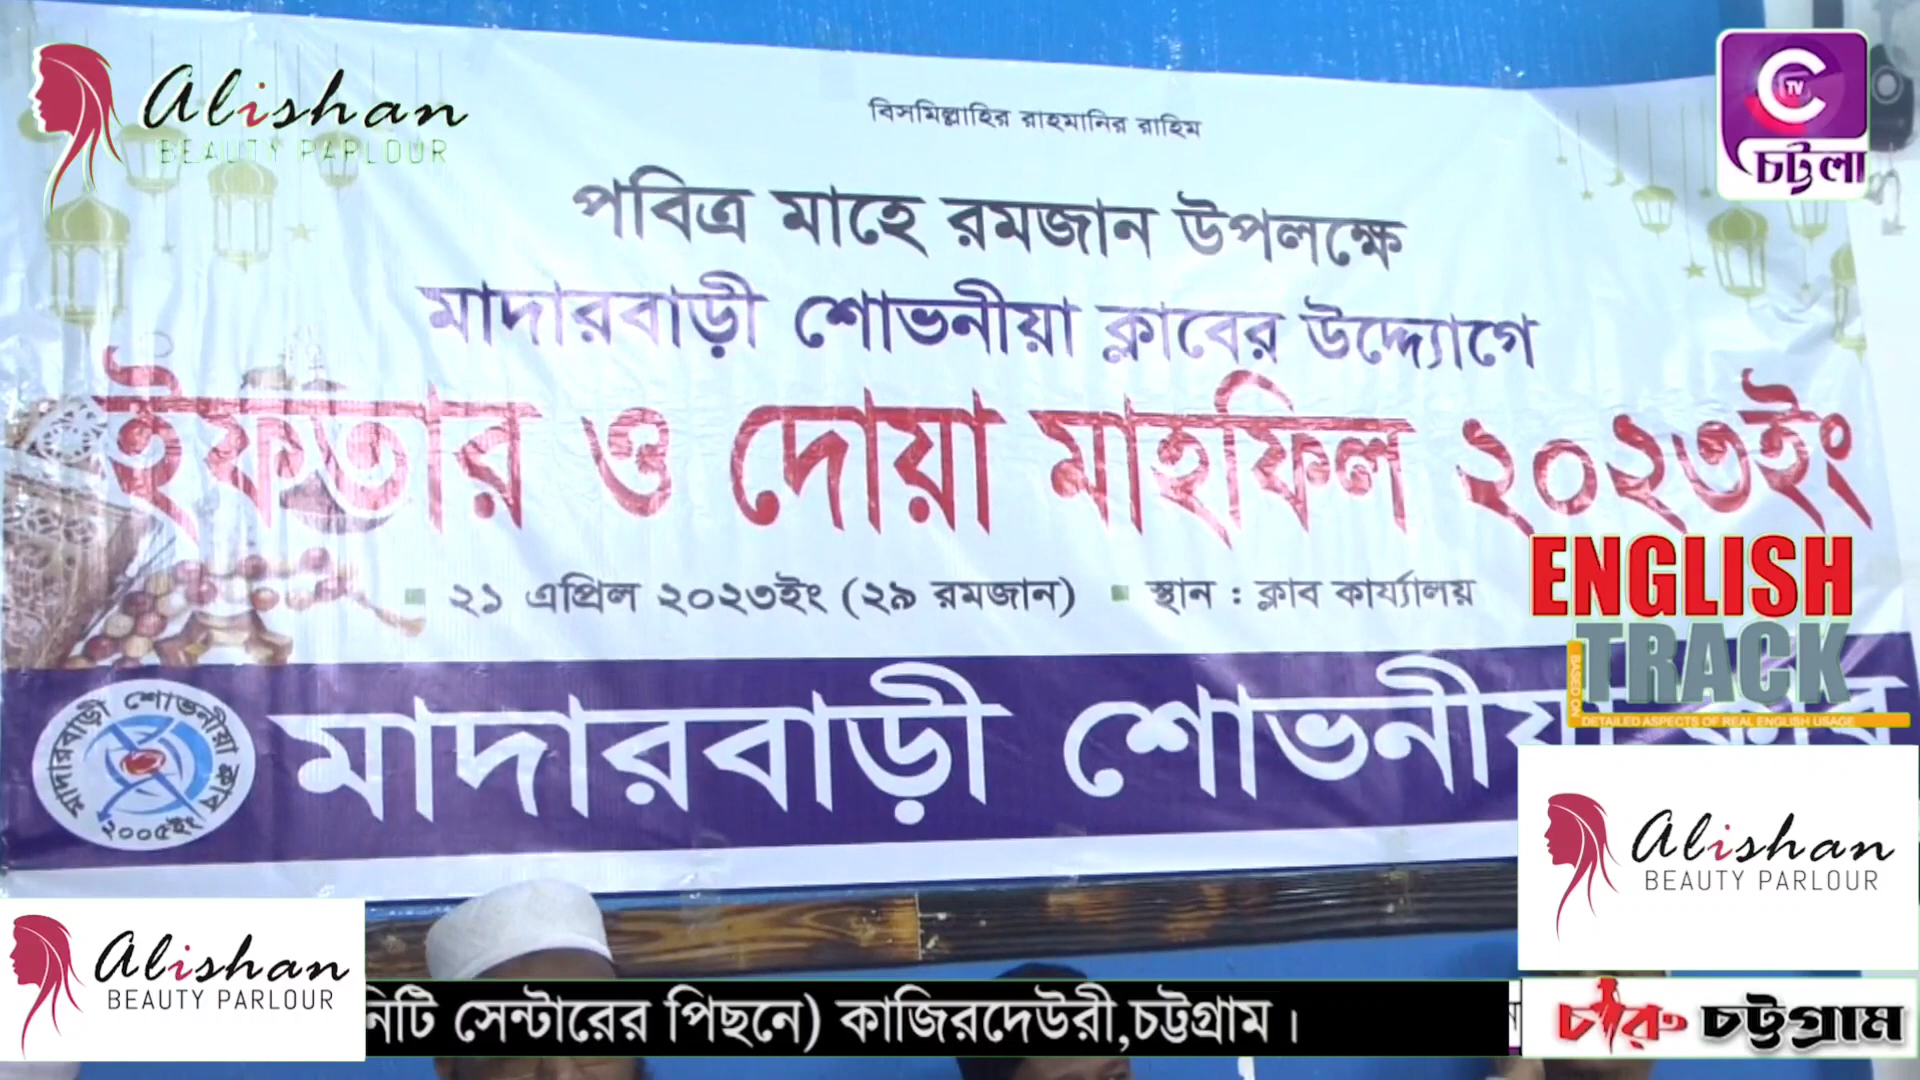 Alishan
BEAUTY PARLOUR
C TV
চট্টলা
বিসমিল্লাহির রাহমানির রাহিম
পবিত্র মাহে রমজান উপলক্ষে
মাদারবাড়ী শোভনীয়া ক্লাবের উদ্দ্যোগে
ইফতার ও দোয়া মাহফিল ২০২৩ইং
২১ এপ্রিল ২০২৩ইং (২৯ রমজান) স্থান : ক্লাব কার্য্যালয়
ENGLISH
TRACK
BASED ON
DETAILED ASPECTS OF REAL ENGLISH USAGE
মাদারবাড়ী শোভনীয়া ক্লাব
২০০৫ইং
মাদারবাড়ী শোভনীয়া ক্লাব
Alishan
BEAUTY PARLOUR
Alishan
BEAUTY PARLOUR
নিটি সেন্টারের পিছনে) কাজিরদেউরী,চট্টগ্রাম।
চারু চট্টগ্রাম